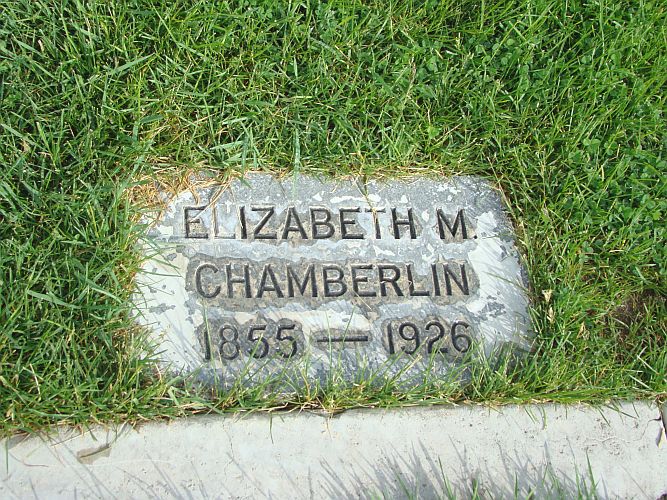 ELIZABETH M.
CHAMBERLIN
1855 — 1926